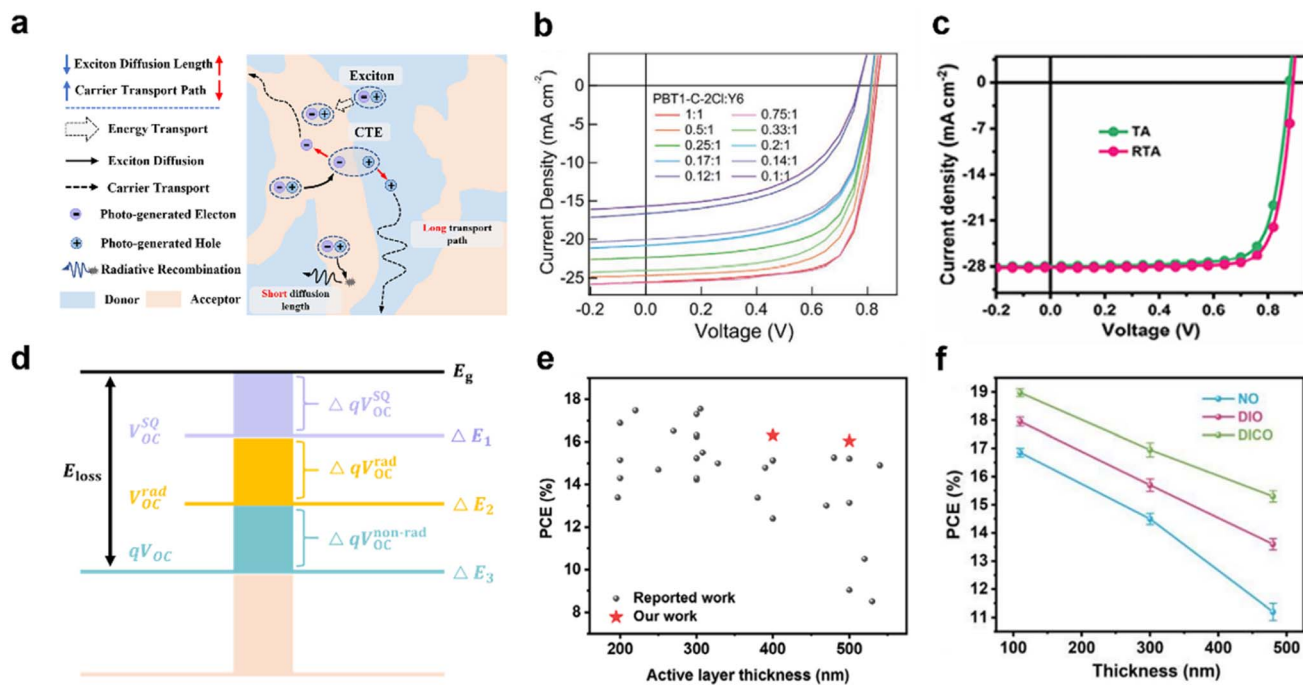 a
Exciton Diffusion Length
Carrier Transport Path
Energy Transport
Exciton Diffusion
Carrier Transport
Photo-generated Electon
Photo-generated Hole
Radiative Recombination
Donor Acceptor
Exciton
CTE
Long transport
path
Short diffusion
length
b
Current Density (mA cm⁻²)
0
-5
-10
-15
-20
-25
PBT1-C-2Cl:Y6
1:1 0.75:1
0.5:1 0.33:1
0.25:1 0.2:1
0.17:1 0.14:1
0.12:1 0.1:1
-0.2 0.0 0.2 0.4 0.6 0.8
Voltage (V)
c
Current density (mA cm⁻²)
0
-7
-14
-21
-28
TA
RTA
-0.2 0.0 0.2 0.4 0.6 0.8
Voltage (V)
d
E_g
△ qV_OC^SQ
V_OC^SQ
△ E₁
E_loss
△ qV_OC^rad
V_OC^rad
△ E₂
△ qV_OC^non-rad
qV_OC
△ E₃
e
PCE (%)
18
16
14
12
10
8
Reported work
Our work
200 300 400 500
Active layer thickness (nm)
f
PCE (%)
19
18
17
16
15
14
13
12
11
NO
DIO
DICO
100 200 300 400 500
Thickness (nm)